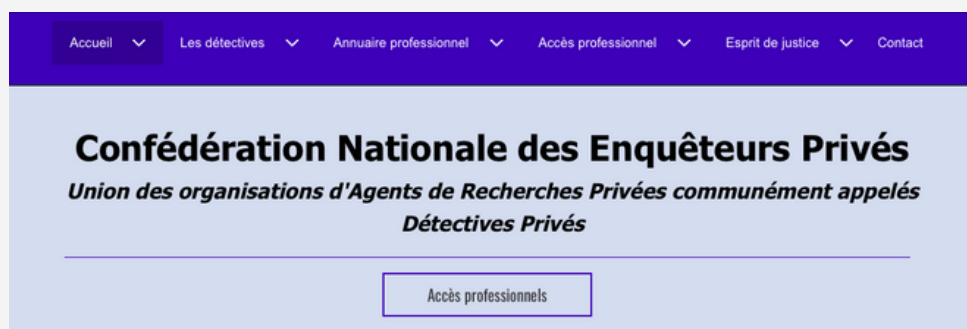 Accueil Les détectives Annuaire professionnel Accès professionnel Esprit de justice Contact
Confédération Nationale des Enquêteurs Privés
Union des organisations d'Agents de Recherches Privées communément appelés
Détectives Privés
Accès professionnels